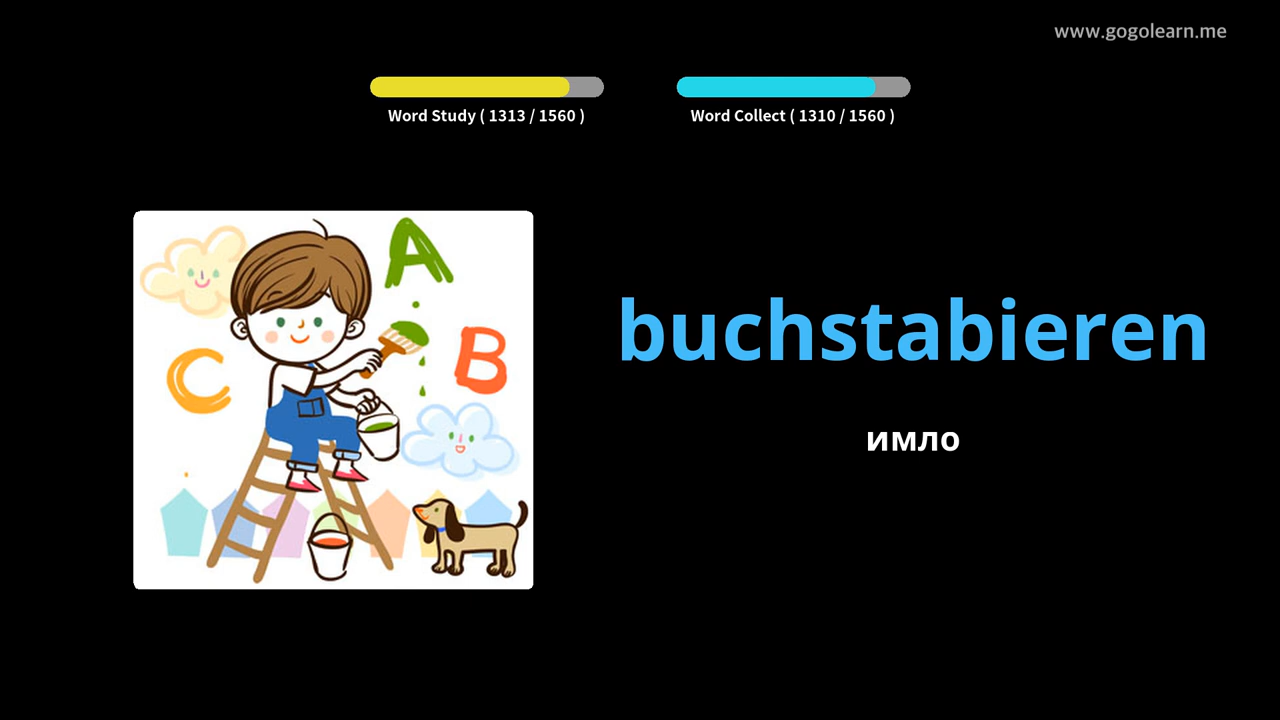 www.gogolearn.me
Word Study ( 1313 / 1560 )
Word Collect ( 1310 / 1560 )
A
B
C
buchstabieren
имло